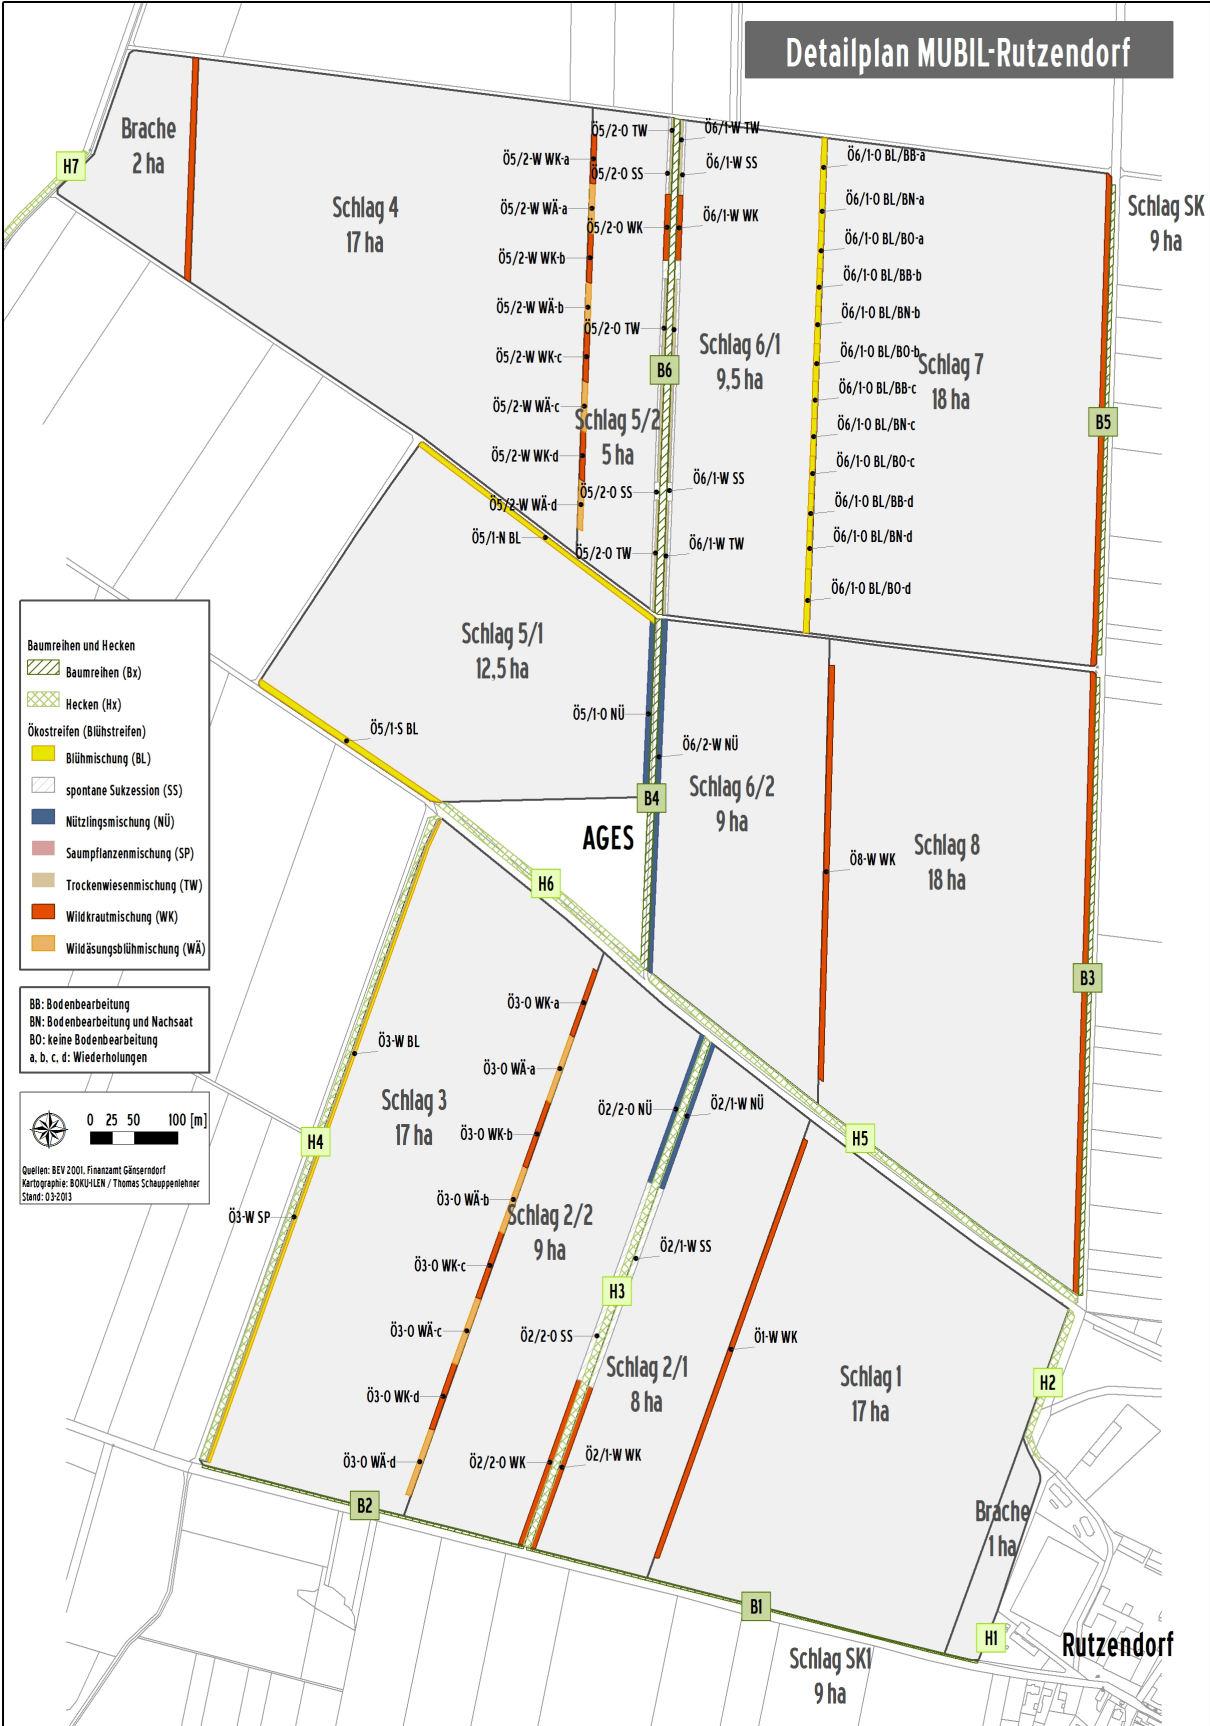 Detailplan MUBIL-Rutzendorf
Brache
2 ha
H7
Schlag 4
17 ha
Ö5/2-W WK-a
Ö5/2-W WÄ-a
Ö5/2-W WK-b
Ö5/2-W WÄ-b
Ö5/2-W WK-c
Ö5/2-W WÄ-c
Ö5/2-W WK-d
Ö5/2-W WÄ-d
Ö5/2-O TW
Ö5/2-O SS
Ö5/2-O WK
Ö5/2-O TW
Ö5/2-O SS
Ö5/2-O TW
Schlag 5/2
5 ha
B6
Ö6/1-W TW
Ö6/1-W SS
Ö6/1-W WK
Ö6/1-W SS
Ö6/1-W TW
Schlag 6/1
9,5 ha
Ö6/1-O BL/BB-a
Ö6/1-O BL/BN-a
Ö6/1-O BL/BO-a
Ö6/1-O BL/BB-b
Ö6/1-O BL/BN-b
Ö6/1-O BL/BO-b
Ö6/1-O BL/BB-c
Ö6/1-O BL/BN-c
Ö6/1-O BL/BO-c
Ö6/1-O BL/BB-d
Ö6/1-O BL/BN-d
Ö6/1-O BL/BO-d
Schlag 7
18 ha
Schlag SK
9 ha
B5
Ö5/1-N BL
Schlag 5/1
12,5 ha
Ö5/1-S BL
Ö5/1-O NÜ
Ö6/2-W NÜ
B4
AGES
Schlag 6/2
9 ha
Schlag 8
18 ha
Ö8-W WK
B3
H6
H5
Baumreihen und Hecken
Baumreihen (Bx)
Hecken (Hx)
Ökostreifen (Blühstreifen)
Blühmischung (BL)
spontane Sukzession (SS)
Nützlingsmischung (NÜ)
Saumpflanzenmischung (SP)
Trockenwiesenmischung (TW)
Wildkrautmischung (WK)
Wildäsungsblühmischung (WÄ)
BB: Bodenbearbeitung
BN: Bodenbearbeitung und Nachsaat
BO: keine Bodenbearbeitung
a, b, c, d: Wiederholungen
0 25 50 100 [m]
Quellen: BEV 2001, Finanzamt Gänserndorf
Kartographie: BOKU-ILEN / Thomas Schauppenlehner
Stand: 03-2013
Ö3-W BL
Schlag 3
17 ha
H4
Ö3-W SP
Ö3-O WK-a
Ö3-O WÄ-a
Ö3-O WK-b
Ö3-O WÄ-b
Ö3-O WK-c
Ö3-O WÄ-c
Ö3-O WK-d
Ö3-O WÄ-d
Schlag 2/2
9 ha
Ö2/2-O NÜ
Ö2/1-W NÜ
Ö2/1-W SS
H3
Ö2/2-O SS
Schlag 2/1
8 ha
Ö2/2-O WK
Ö2/1-W WK
Ö1-W WK
Schlag 1
17 ha
H2
B2
Brache
1 ha
B1
H1
Rutzendorf
Schlag SK1
9 ha